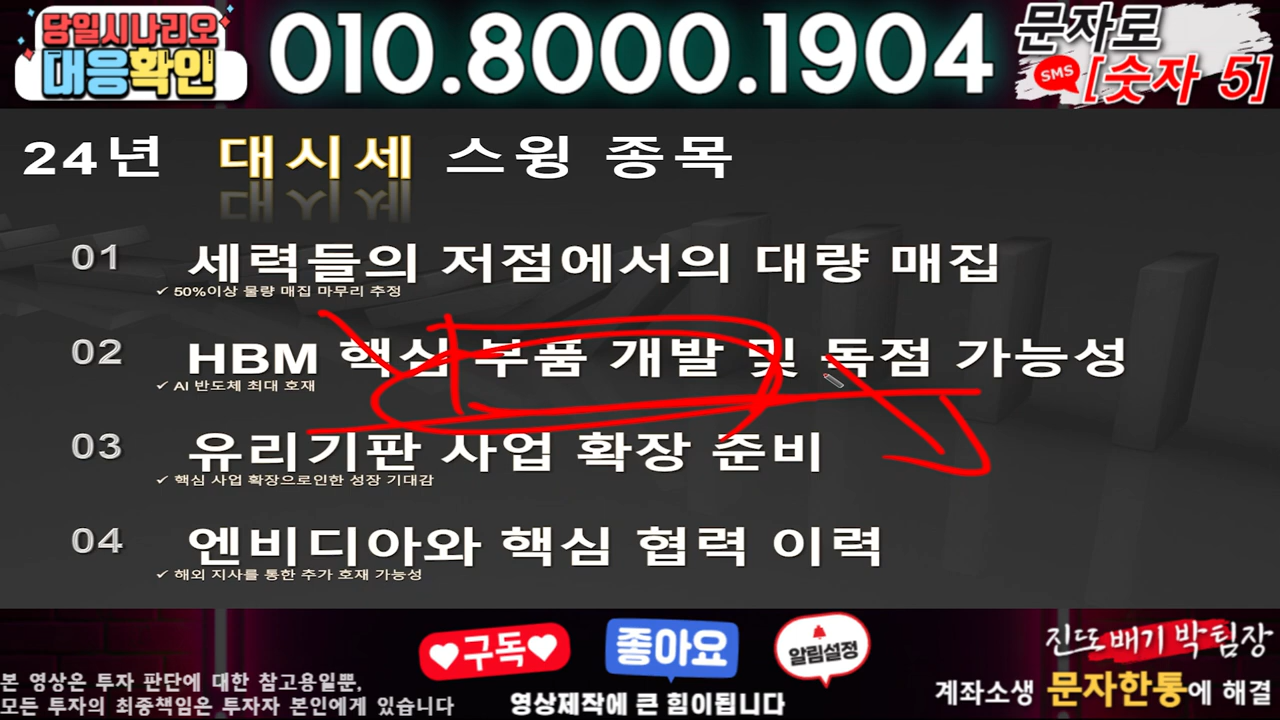 당일시나리오
대응확인
010.8000.1904
문자로
SMS
[숫자 5]
24년 대시세 스윙 종목
01 세력들의 저점에서의 대량 매집
✓ 50%이상 물량 매집 마무리 추정
02 HBM 핵심 부품 개발 및 독점 가능성
✓ AI 반도체 최대 호재
03 유리기판 사업 확장 준비
✓ 핵심 사업 확장으로인한 성장 기대감
04 엔비디아와 핵심 협력 이력
✓ 해외 지사를 통한 추가 호재 가능성
구독
좋아요
알림설정
진또배기 박팀장
본 영상은 투자 판단에 대한 참고용일뿐,
모든 투자의 최종책임은 투자자 본인에게 있습니다
영상제작에 큰 힘이됩니다
계좌소생 문자한통에 해결